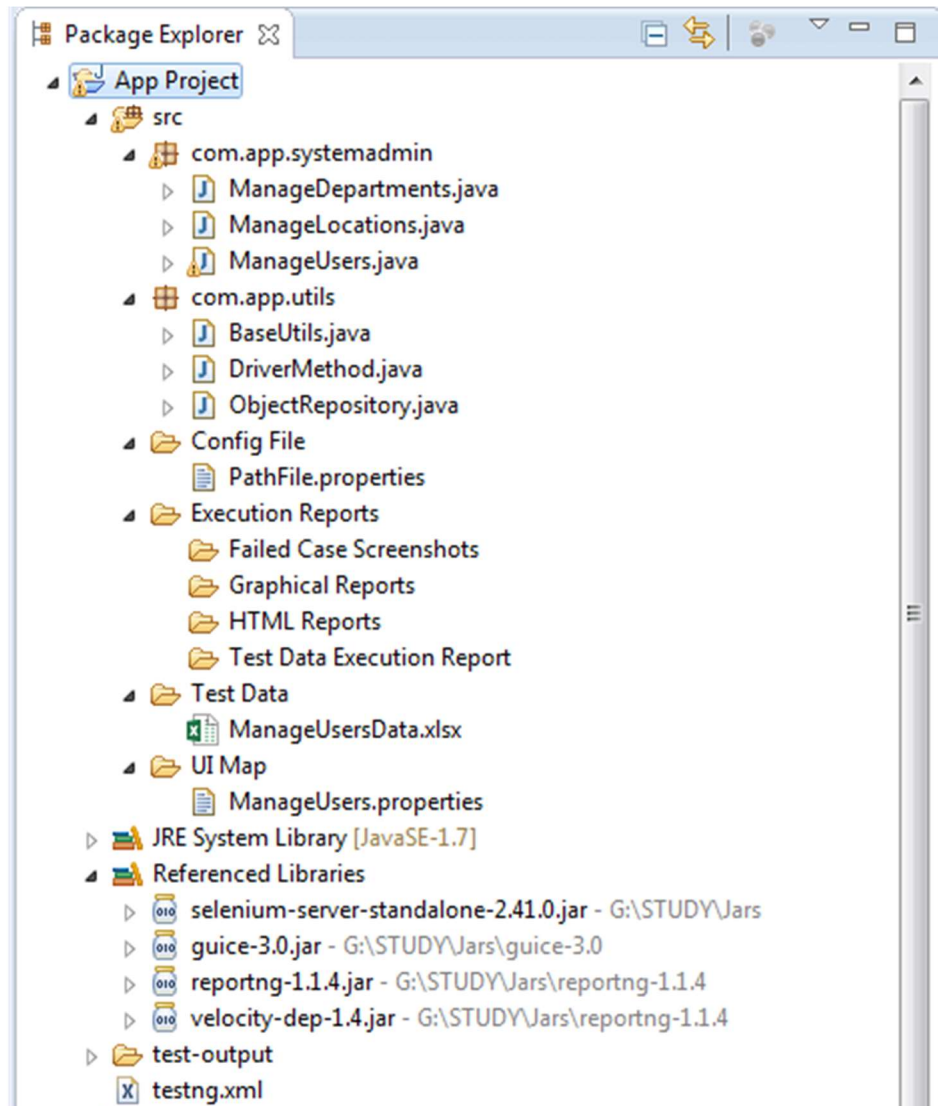 Package Explorer
App Project
src
com.app.systemadmin
ManageDepartments.java
ManageLocations.java
ManageUsers.java
com.app.utils
BaseUtils.java
DriverMethod.java
ObjectRepository.java
Config File
PathFile.properties
Execution Reports
Failed Case Screenshots
Graphical Reports
HTML Reports
Test Data Execution Report
Test Data
ManageUsersData.xlsx
UI Map
ManageUsers.properties
JRE System Library [JavaSE-1.7]
Referenced Libraries
selenium-server-standalone-2.41.0.jar - G:\STUDY\Jars
guice-3.0.jar - G:\STUDY\Jars\guice-3.0
reportng-1.1.4.jar - G:\STUDY\Jars\reportng-1.1.4
velocity-dep-1.4.jar - G:\STUDY\Jars\reportng-1.1.4
test-output
testng.xml